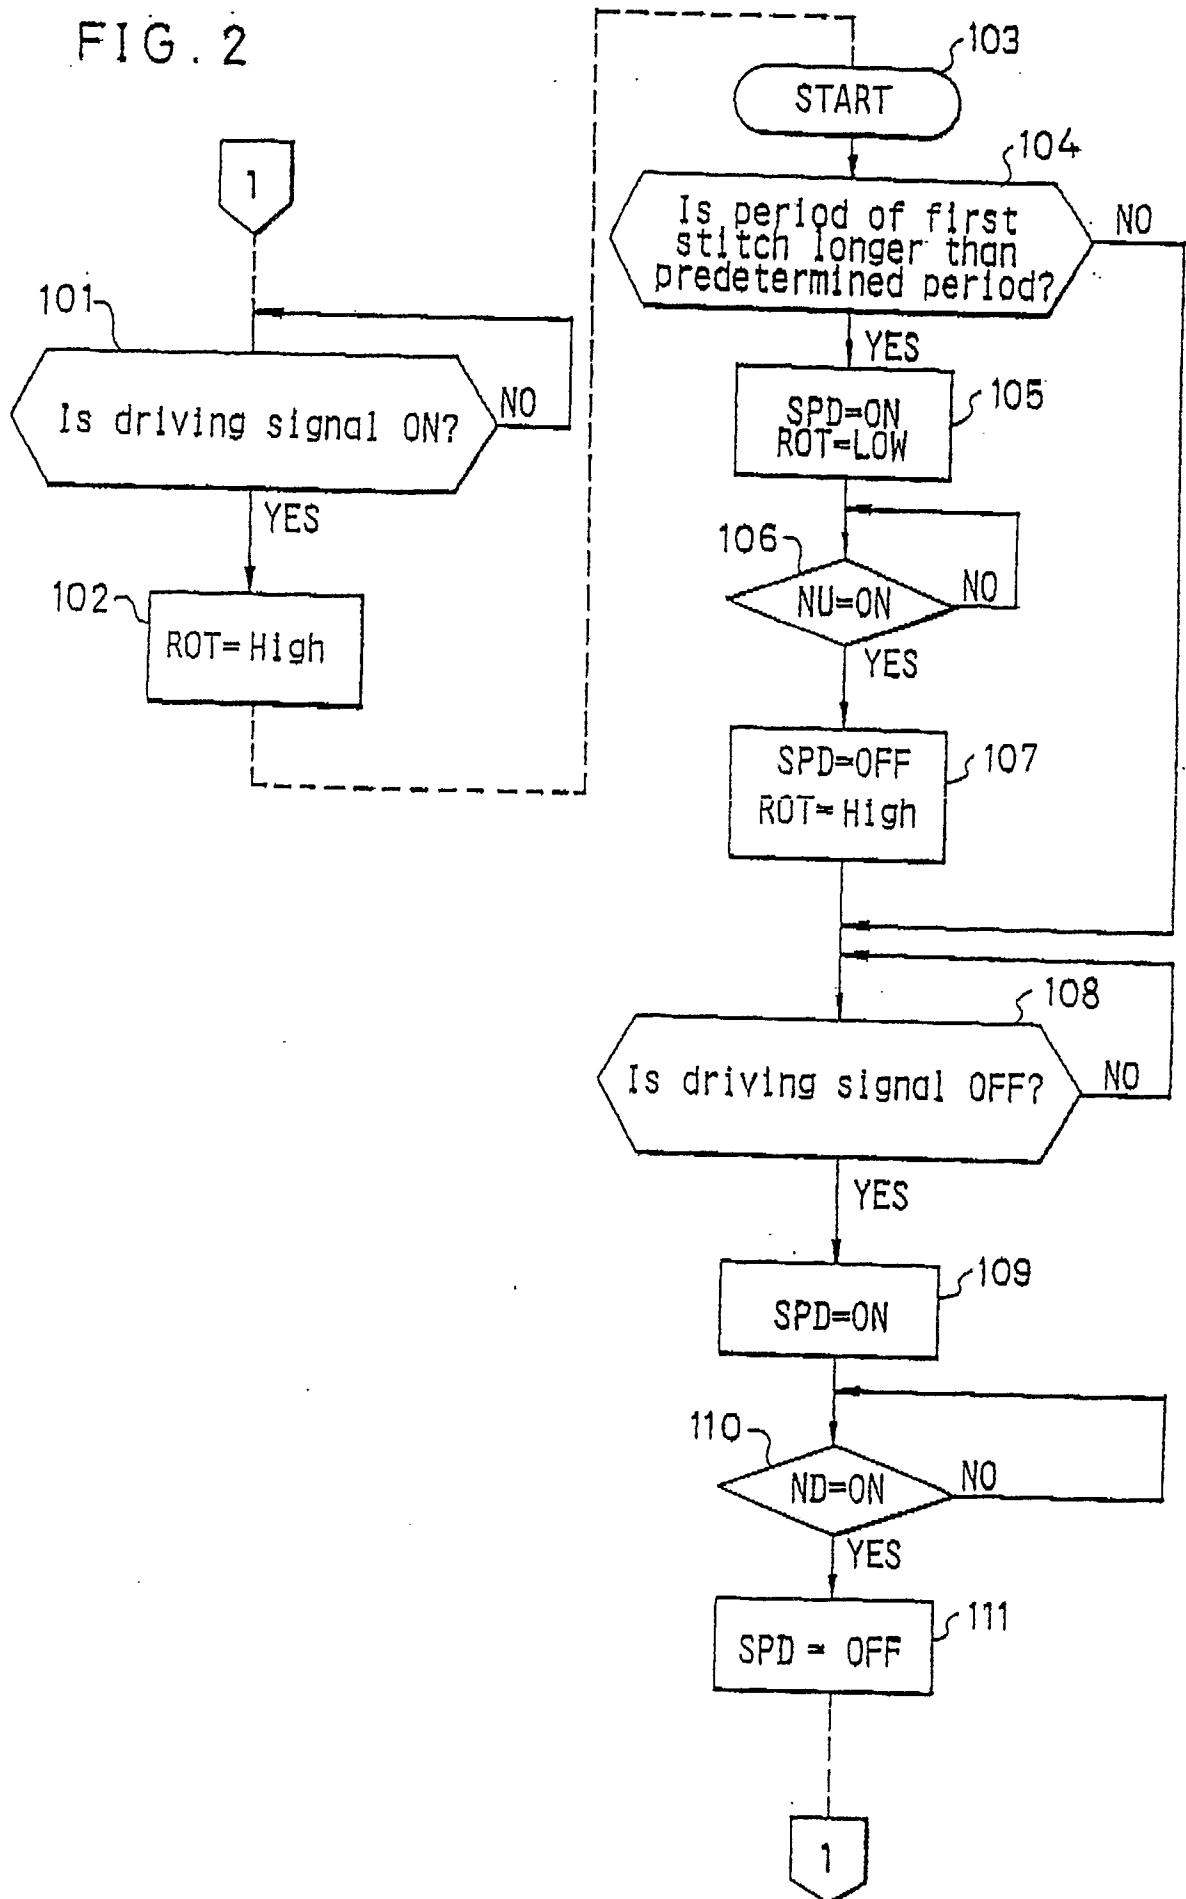 FIG. 2
1
101
Is driving signal ON?
NO
YES
102
ROT=High
103
START
104
Is period of first
stitch longer than
predetermined period?
NO
YES
105
SPD=ON
ROT=LOW
106
NU=ON
NO
YES
107
SPD=OFF
ROT=High
108
Is driving signal OFF?
NO
YES
109
SPD=ON
110
ND=ON
NO
YES
111
SPD = OFF
1